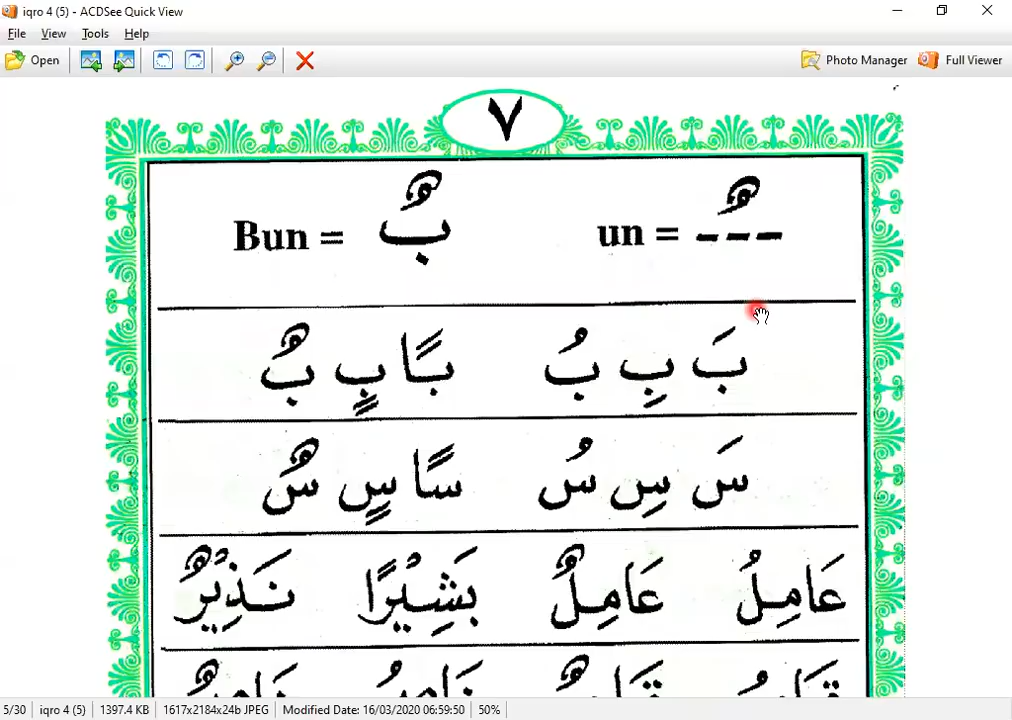 iqro 4 (5) - ACDSee Quick View
File View Tools Help
Open Photo Manager Full Viewer
٧
ـٌ = un بٌ = Bun
بَ بِ بُ بًا بٍ بٌ
سَ سِ سُ سًا سٍ سٌ
عَامِلُ عَامِلٌ بَشِيْرًا نَذِيْرٌ
5/30 iqro 4 (5) 1397.4 KB 1617x2184x24b JPEG Modified Date: 16/03/2020 06:59:50 50%